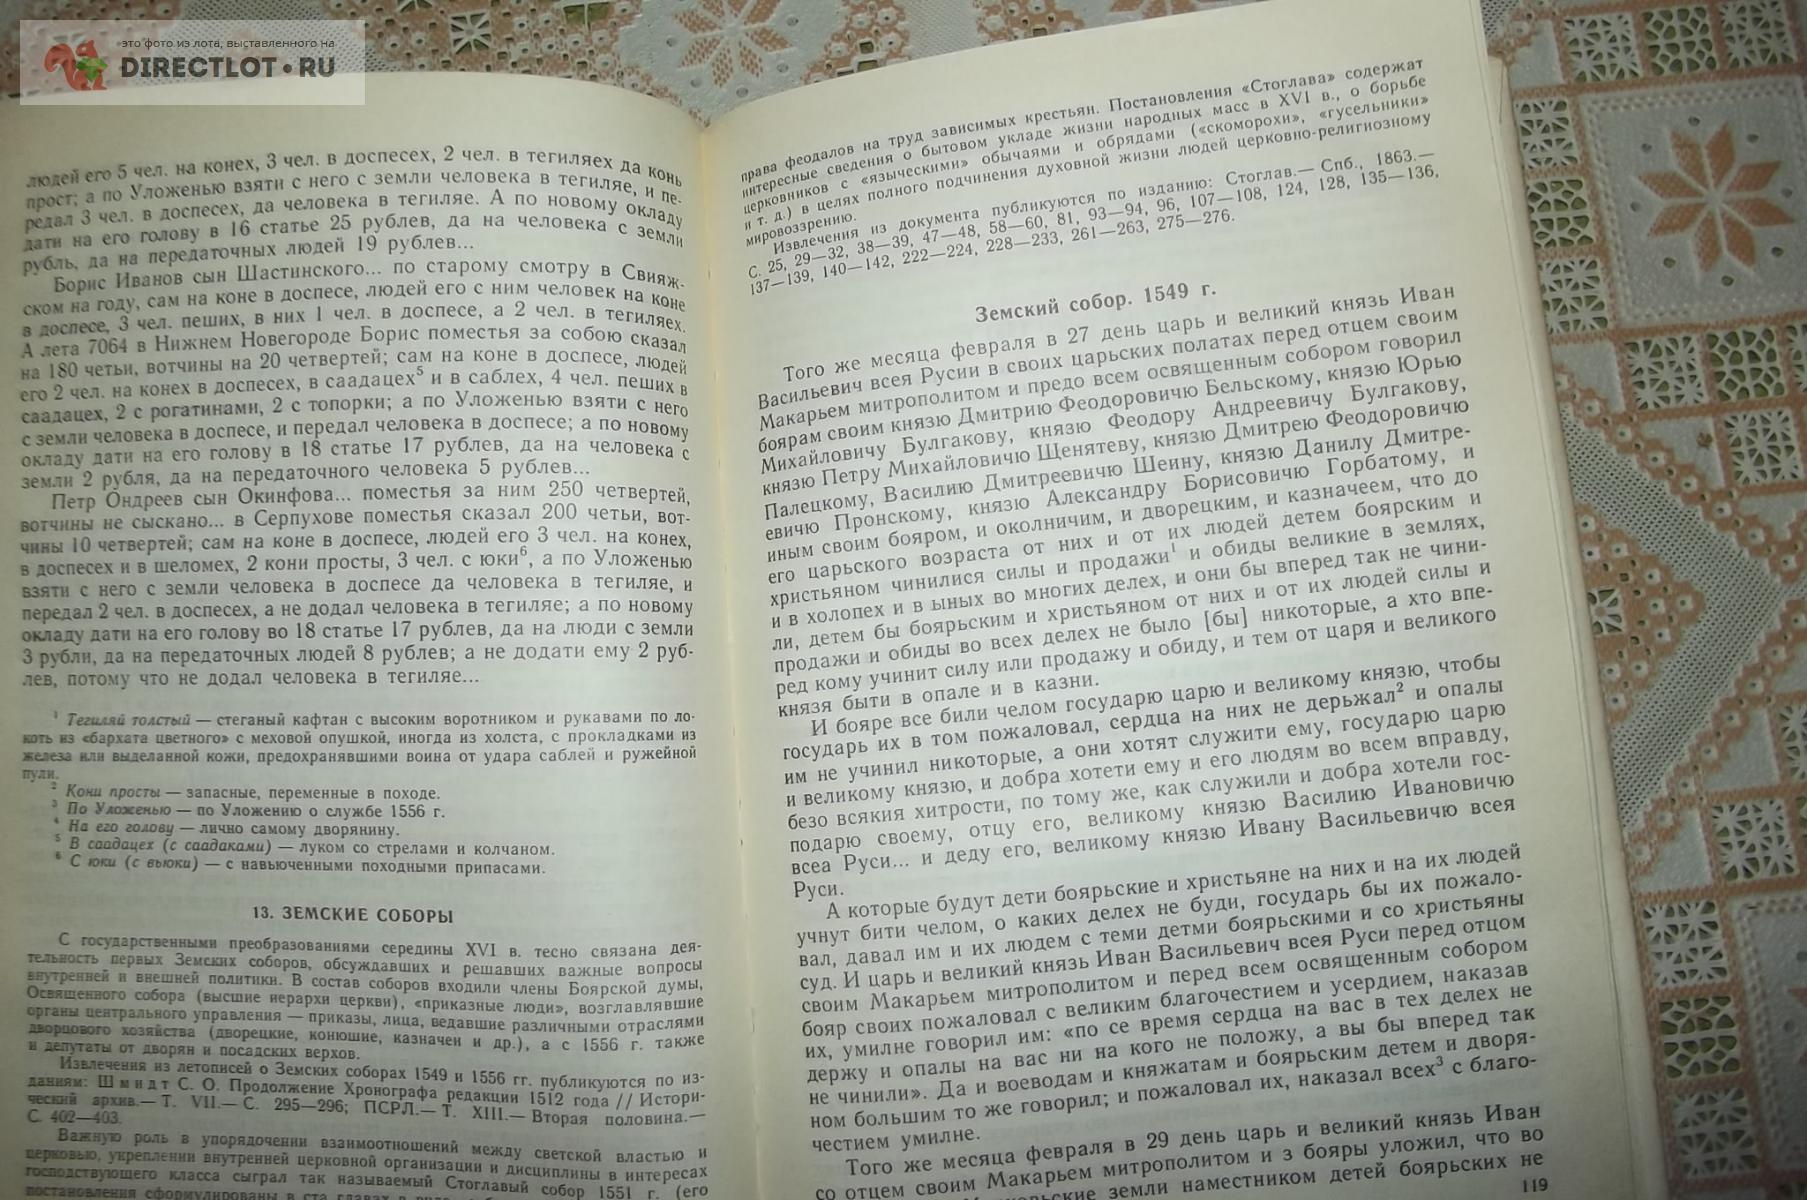 это фото из лота, выставленного на
DIRECTLOT.RU
людей его 5 чел. на конех, 3 чел. в доспесех, 2 чел. в тегиляех да конь
прост; а по Уложенью взяти с него с земли человека в тегиляе, и пе-
редал 3 чел. в доспесех, да человека в тегиляе. А по новому окладу
дати на его голову в 16 статье 25 рублев, да на человека с земли
рубль, да на передаточных людей 19 рублев...
Борис Иванов сын Шастинского... по старому смотру в Свияж-
ском на году, сам на коне в доспесе, людей его с ним человек на коне
в доспесе, 3 чел. пеших, в них 1 чел. в доспесе, а 2 чел. в тегиляех.
А лета 7064 в Нижнем Новегороде Борис поместья за собою сказал
на 180 четьи, вотчины на 20 четвертей; сам на коне в доспесе, людей
его 2 чел. на конех в доспесех, в саадацех⁵ и в саблех, 4 чел. пеших в
саадацех, 2 с рогатинами, 2 с топорки; а по Уложенью взяти с него
с земли человека в доспесе, и передал человека в доспесе; а по новому
окладу дати на его голову в 18 статье 17 рублев, да на человека с
земли 2 рубля, да на передаточного человека 5 рублев...
Петр Ондреев сын Окинфова... поместья за ним 250 четвертей,
вотчины не сыскано... в Серпухове поместья сказал 200 четьи, вот-
чины 10 четвертей; сам на коне в доспесе, людей его 3 чел. на конех,
в доспесех и в шеломех, 2 кони просты, 3 чел. с юки⁶, а по Уложенью
взяти с него с земли человека в доспесе да человека в тегиляе, и
передал 2 чел. в доспесех, а не додал человека в тегиляе; а по новому
окладу дати на его голову во 18 статье 17 рублев, да на люди с земли
3 рубли, да на передаточных людей 8 рублев; а не додати ему 2 руб-
лев, потому что не додал человека в тегиляе...
¹ Тегиляй толстый — стеганый кафтан с высоким воротником и рукавами по ло-
коть из «бархата цветного» с меховой опушкой, иногда из холста, с прокладками из
железа или выделанной кожи, предохранявшими воина от удара саблей и ружейной
пули.
² Кони просты — запасные, переменные в походе.
³ По Уложенью — по Уложению о службе 1556 г.
⁴ На его голову — лично самому дворянину.
⁵ В саадацех (с саадаками) — луком со стрелами и колчаном.
⁶ С юки (с вьюки) — с навьюченными походными припасами.
13. ЗЕМСКИЕ СОБОРЫ
С государственными преобразованиями середины XVI в. тесно связана дея-
тельность первых Земских соборов, обсуждавших и решавших важные вопросы
внутренней и внешней политики. В состав соборов входили члены Боярской думы,
Освященного собора (высшие иерархи церкви), «приказные люди», возглавлявшие
органы центрального управления — приказы, лица, ведавшие различными отраслями
дворцового хозяйства (дворецкие, конюшие, казначеи и др.), а с 1556 г. также
и депутаты от дворян и посадских верхов.
Извлечения из летописей о Земских соборах 1549 и 1556 гг. публикуются по из-
даниям: Шмидт С. О. Продолжение Хронографа редакции 1512 года // Истори-
ческий архив.— Т. VII.— С. 295—296; ПСРЛ.— Т. XIII.— Вторая половина.—
С. 402—403.
Важную роль в упорядочении взаимоотношений между светской властью и
церковью, укреплении внутренней церковной организации и дисциплины в интересах
господствующего класса сыграл так называемый Стоглавый собор 1551 г. (его
постановления сформулированы в ста главах
права феодалов на труд зависимых крестьян. Постановления «Стоглава» содержат
интересные сведения о бытовом укладе жизни народных масс в XVI в., о борьбе
церковников с «языческими» обычаями и обрядами («скоморохи», «гусельники»
и т. д.) в целях полного подчинения духовной жизни людей церковно-религиозному
мировоззрению.
Извлечения из документа публикуются по изданию: Стоглав.— Спб., 1863.—
С. 25, 29—32, 38—39, 47—48, 58—60, 81, 93—94, 96, 107—108, 124, 128, 135—136,
137—139, 140—142, 222—224, 228—233, 261—263, 275—276.
Земский собор. 1549 г.
Того же месяца февраля в 27 день царь и великий князь Иван
Васильевич всея Русии в своих царьских полатах перед отцем своим
Макарьем митрополитом и предо всем освященным собором говорил
боярам своим князю Дмитрию Феодоровичю Бельскому, князю Юрью
Михайловичу Булгакову, князю Феодору Андреевичу Булгакову,
князю Петру Михайловичю Щенятеву, князю Дмитрею Феодоровичю
Палецкому, Василию Дмитреевичю Шеину, князю Данилу Дмитре-
евичю Пронскому, князю Александру Борисовичю Горбатому, и
иным своим бояром, и околничим, и дворецким, и казначеем, что до
его царьского возраста от них и от их людей детем боярским и
христьяном чинилися силы и продажи¹ и обиды великие в землях,
и в холопех и в ыных во многих делех, и они бы вперед так не чини-
ли, детем бы боярьским и христьяном от них и от их людей силы и
продажи и обиды во всех делех не было [бы] никоторые, а хто впе-
ред кому учинит силу или продажу и обиду, и тем от царя и великого
князя быти в опале и в казни.
И бояре все били челом государю царю и великому князю, чтобы
государь их в том пожаловал, сердца на них не дерьжал² и опалы
им не учинил никоторые, а они хотят служити ему, государю царю
и великому князю, и добра хотети ему и его людям во всем вправду,
безо всякия хитрости, по тому же, как служили и добра хотели гос-
подарю своему, отцу его, великому князю Василию Ивановичю
всеа Руси... и деду его, великому князю Ивану Васильевичю всея
Руси.
А которые будут дети боярьские и христьяне на них и на их людей
учнут бити челом, о каких делех не буди, государь бы их пожало-
вал, давал им и их людем с теми детми боярьскими и со христьяны
суд. И царь и великий князь Иван Васильевич всея Руси перед отцом
своим Макарьем митрополитом и перед всем освященным собором
бояр своих пожаловал с великим благочестием и усердием, наказав
их, умилне говорил им: «по се время сердца на вас в тех делех не
держу и опалы на вас ни на кого не положу, а вы бы вперед так
не чинили». Да и воеводам и княжатам и боярьским детем и дворя-
ном большим то же говорил; и пожаловал их, наказал всех³ с благо-
честием умилне.
Того же месяца февраля в 29 день царь и великий князь Иван
со отцем своим Макарьем митрополитом и з бояры уложил, что во
земли наместником детей боярьских не
119